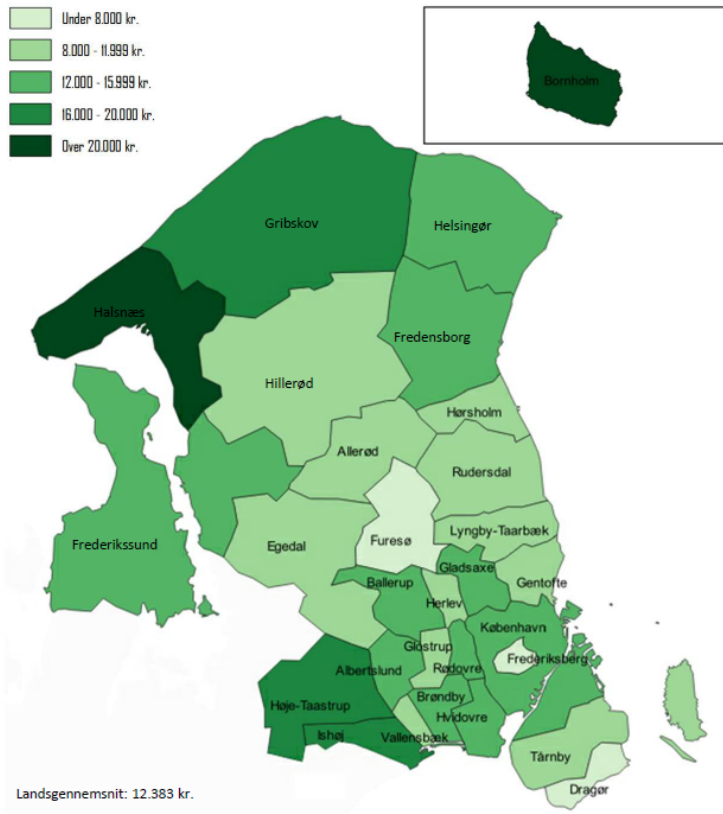 Under 8.000 kr.
8.000 - 11.999 kr.
12.000 - 15.999 kr.
16.000 - 20.000 kr.
Over 20.000 kr.
Bornholm
Gribskov
Helsingør
Halsnæs
Fredensborg
Hillerød
Hørsholm
Allerød
Rudersdal
Lyngby-Taarbæk
Frederikssund
Egedal
Furesø
Gladsaxe
Ballerup
Gentofte
Herlev
København
Glostrup
Frederiksberg
Albertslund
Rødovre
Brøndby
Høje-Taastrup
Hvidovre
Ishøj
Vallensbæk
Tårnby
Dragør
Landsgennemsnit: 12.383 kr.